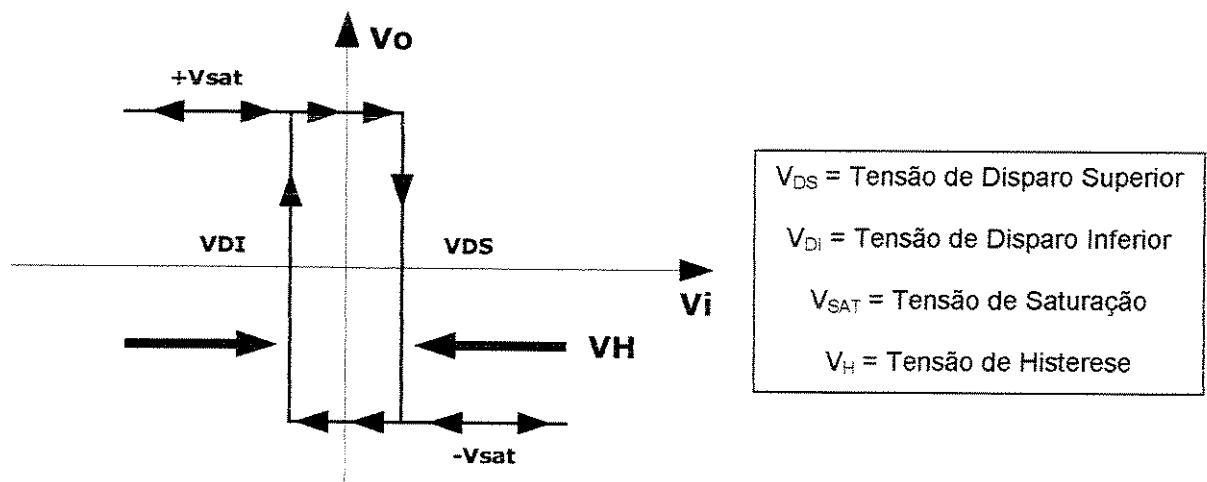 Vo
+Vsat
VDI
VDS
Vi
VH
-Vsat
VDS = Tensão de Disparo Superior
VDI = Tensão de Disparo Inferior
VSAT = Tensão de Saturação
VH = Tensão de Histerese